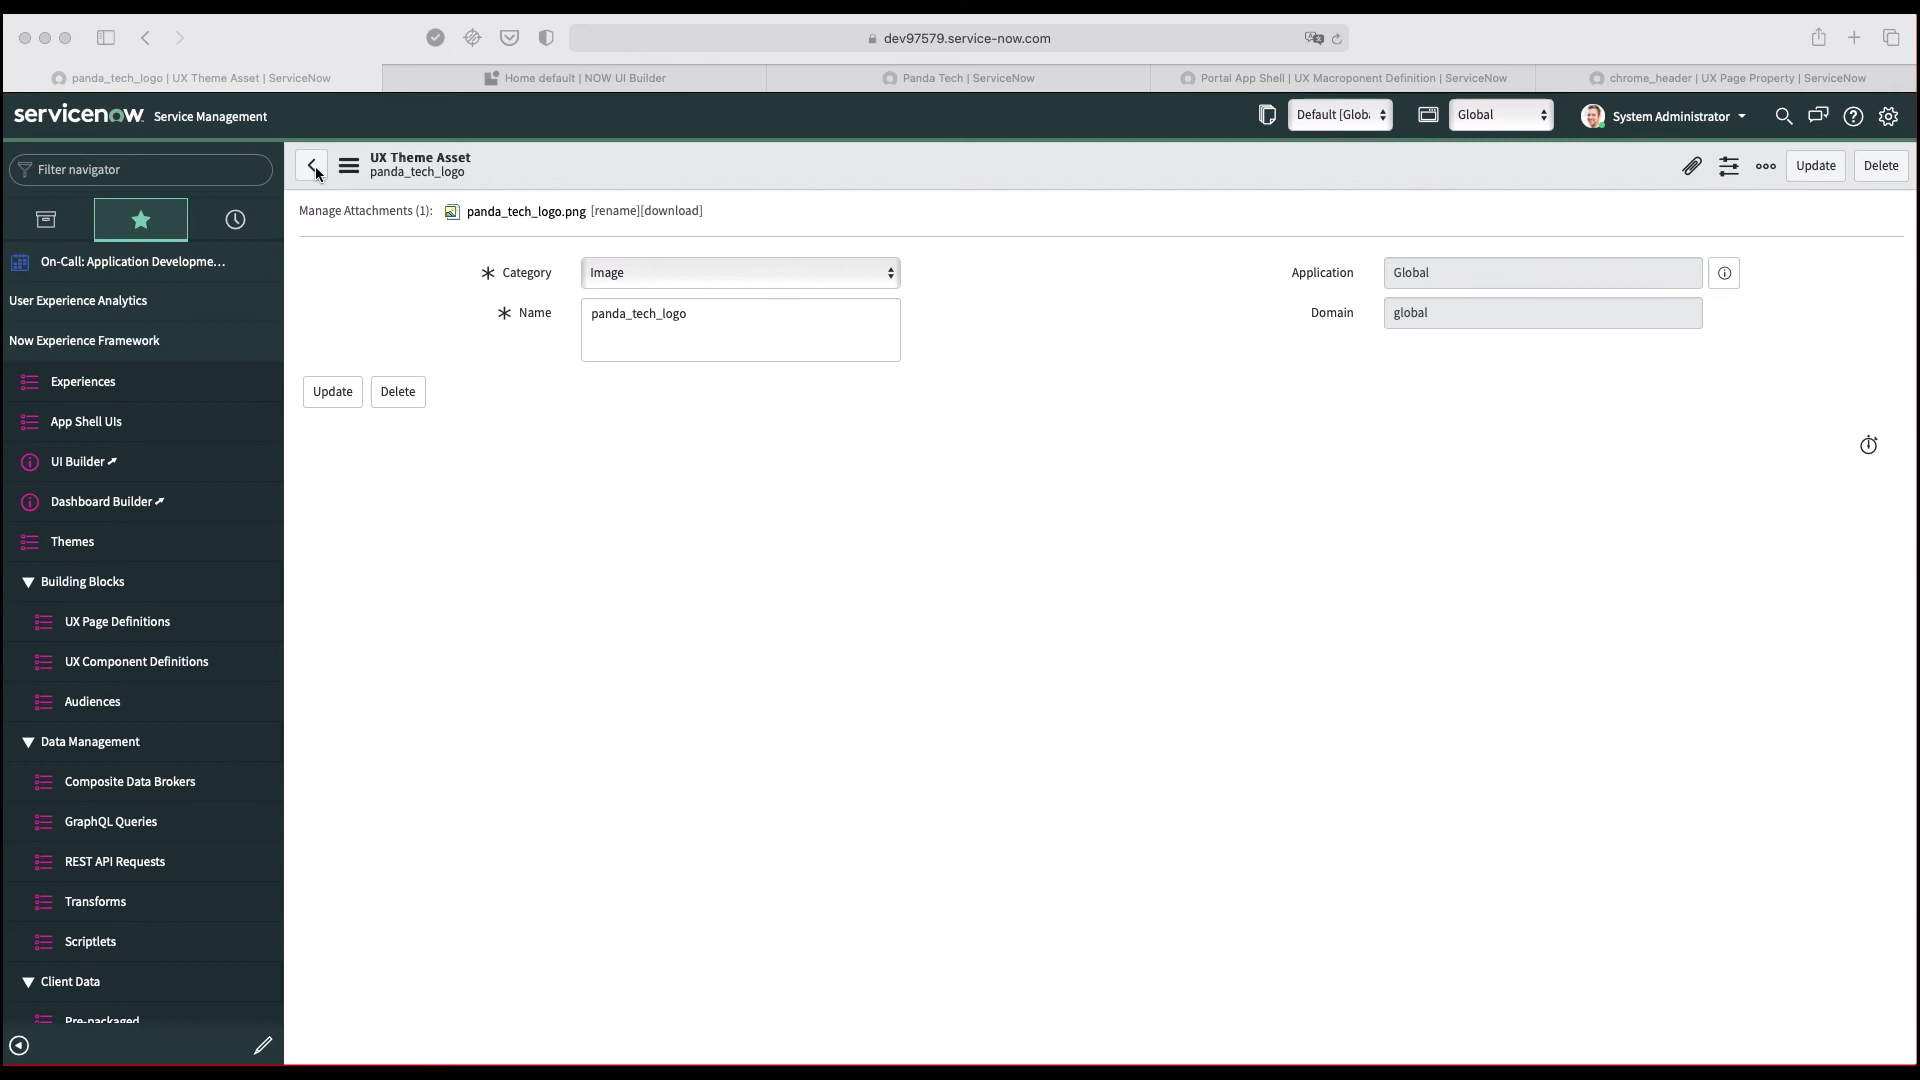 dev97579.service-now.com
panda_tech_logo | UX Theme Asset | ServiceNow
Home default | NOW UI Builder
Panda Tech | ServiceNow
Portal App Shell | UX Macroponent Definition | ServiceNow
chrome_header | UX Page Property | ServiceNow
servicenow Service Management
Default [Globa
Global
System Administrator
Filter navigator
UX Theme Asset
panda_tech_logo
Update
Delete
Manage Attachments (1): panda_tech_logo.png [rename][download]
Category Image
Application Global
Name panda_tech_logo
Domain global
Update
Delete
On-Call: Application Developme...
User Experience Analytics
Now Experience Framework
Experiences
App Shell UIs
UI Builder
Dashboard Builder
Themes
Building Blocks
UX Page Definitions
UX Component Definitions
Audiences
Data Management
Composite Data Brokers
GraphQL Queries
REST API Requests
Transforms
Scriptlets
Client Data
Pre-packaged